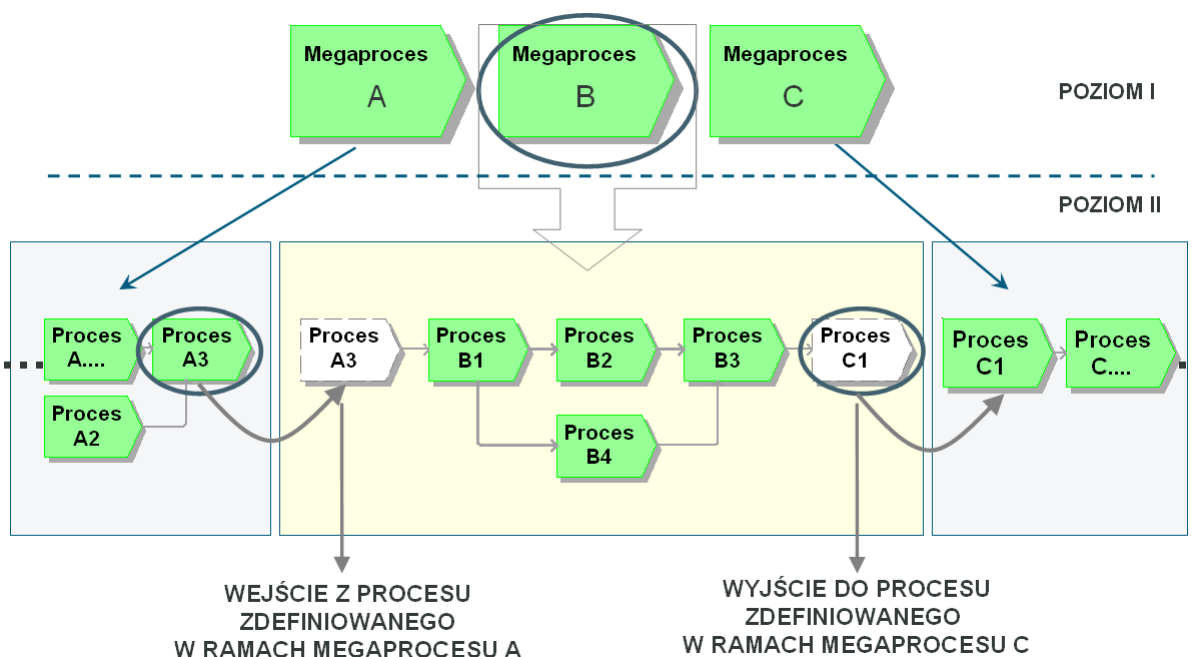 Megaproces
A
Megaproces
B
Megaproces
C
POZIOM I
POZIOM II
Proces
A....
Proces
A3
Proces
A2
Proces
A3
Proces
B1
Proces
B2
Proces
B3
Proces
C1
Proces
B4
Proces
C1
Proces
C....
WEJŚCIE Z PROCESU
ZDEFINIOWANEGO
W RAMACH MEGAPROCESU A
WYJŚCIE DO PROCESU
ZDEFINIOWANEGO
W RAMACH MEGAPROCESU C